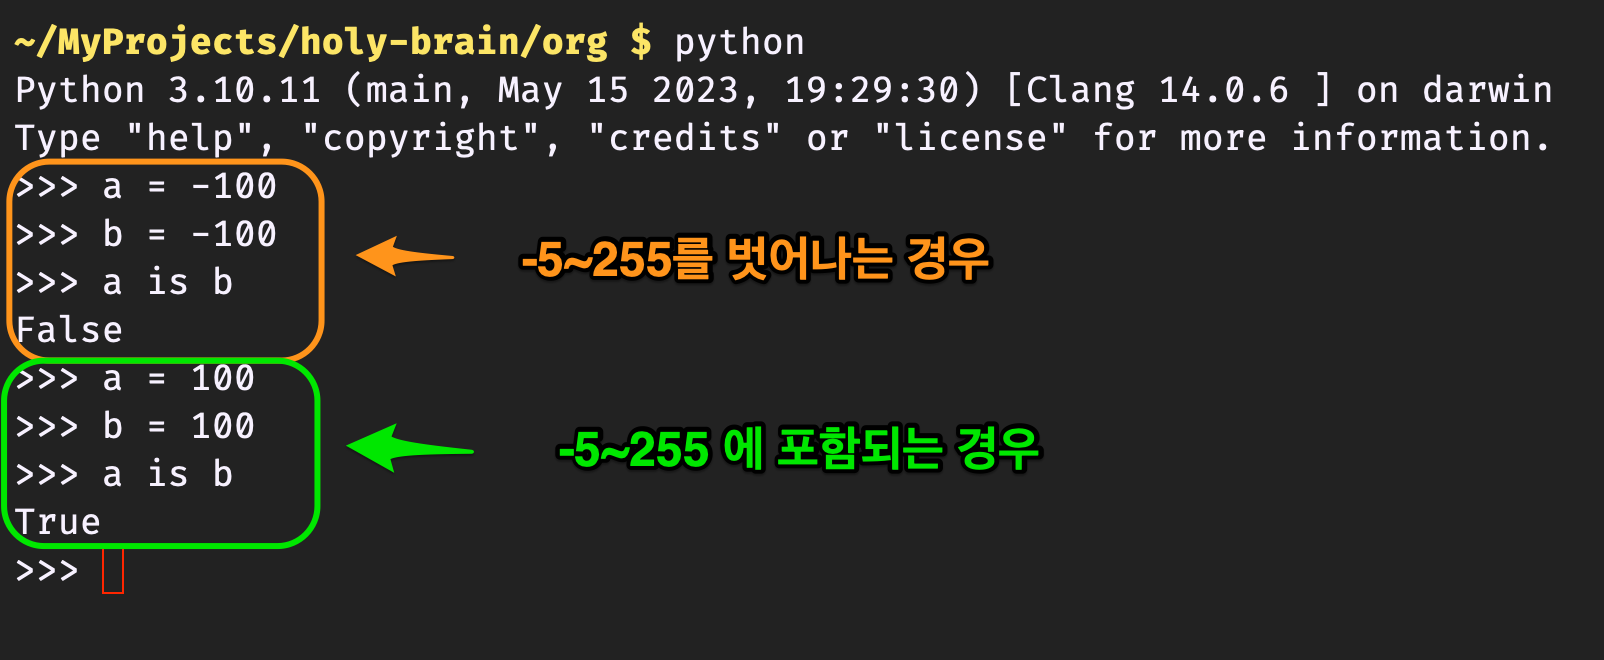 ~/MyProjects/holy-brain/org $ python
Python 3.10.11 (main, May 15 2023, 19:29:30) [Clang 14.0.6 ] on darwin
Type "help", "copyright", "credits" or "license" for more information.
>>> a = -100
>>> b = -100
-5~255를 벗어나는 경우
>>> a is b
False
>>> a = 100
>>> b = 100
-5~255 에 포함되는 경우
>>> a is b
True
>>>